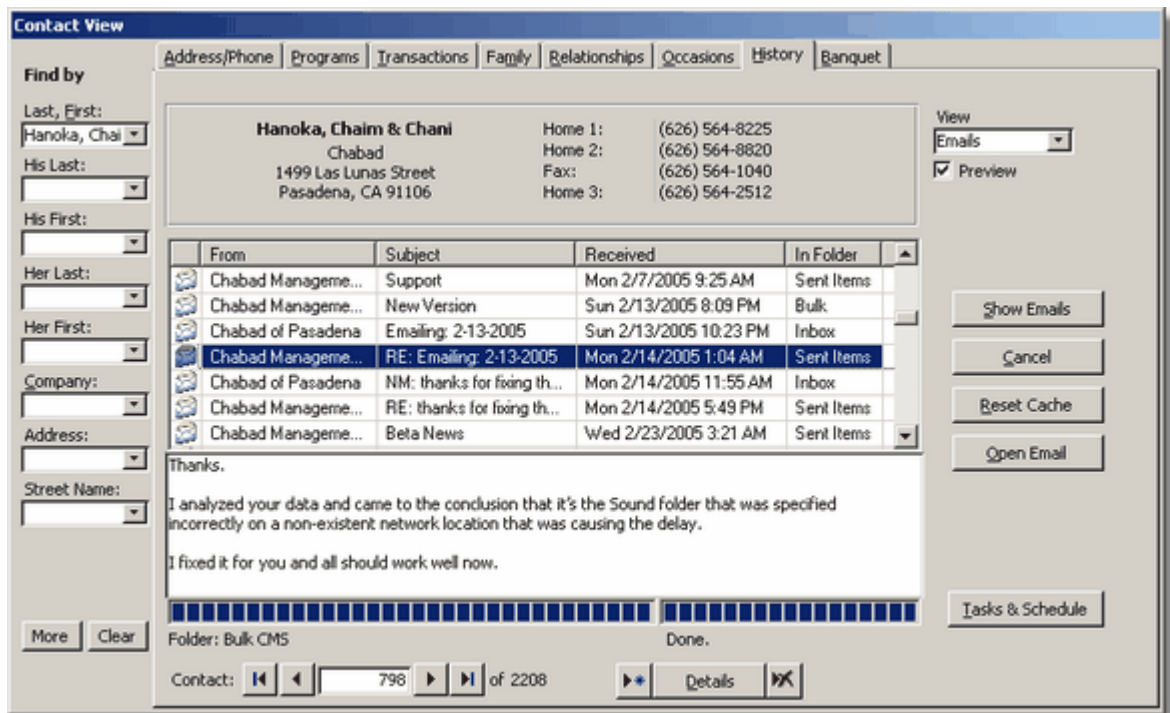 Contact View
Address/Phone Programs Transactions Family Relationships Occasions History Banquet
Find by
Last, First:
Hanoka, Chai
His Last:
His First:
Her Last:
Her First:
Company:
Address:
Street Name:
More Clear
Hanoka, Chaim & Chani
Chabad
1499 Las Lunas Street
Pasadena, CA 91106
Home 1: (626) 564-8225
Home 2: (626) 564-8820
Fax: (626) 564-1040
Home 3: (626) 564-2512
View
Emails
Preview
From Subject Received In Folder
Chabad Manageme... Support Mon 2/7/2005 9:25 AM Sent Items
Chabad Manageme... New Version Sun 2/13/2005 8:09 PM Bulk
Chabad of Pasadena Emailing: 2-13-2005 Sun 2/13/2005 10:23 PM Inbox
Chabad Manageme... RE: Emailing: 2-13-2005 Mon 2/14/2005 1:04 AM Sent Items
Chabad of Pasadena NM: thanks for fixing th... Mon 2/14/2005 11:55 AM Inbox
Chabad Manageme... RE: thanks for fixing th... Mon 2/14/2005 5:49 PM Sent Items
Chabad Manageme... Beta News Wed 2/23/2005 3:21 AM Sent Items
Show Emails
Cancel
Reset Cache
Open Email
Thanks.
I analyzed your data and came to the conclusion that it's the Sound folder that was specified
incorrectly on a non-existent network location that was causing the delay.
I fixed it for you and all should work well now.
Tasks & Schedule
Folder: Bulk CMS Done.
Contact: 798 of 2208 Details